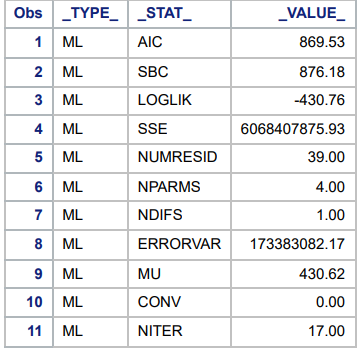 Obs _TYPE_ _STAT_ _VALUE_
1 ML AIC 869.53
2 ML SBC 876.18
3 ML LOGLIK -430.76
4 ML SSE 6068407875.93
5 ML NUMRESID 39.00
6 ML NPARMS 4.00
7 ML NDIFS 1.00
8 ML ERRORVAR 173383082.17
9 ML MU 430.62
10 ML CONV 0.00
11 ML NITER 17.00